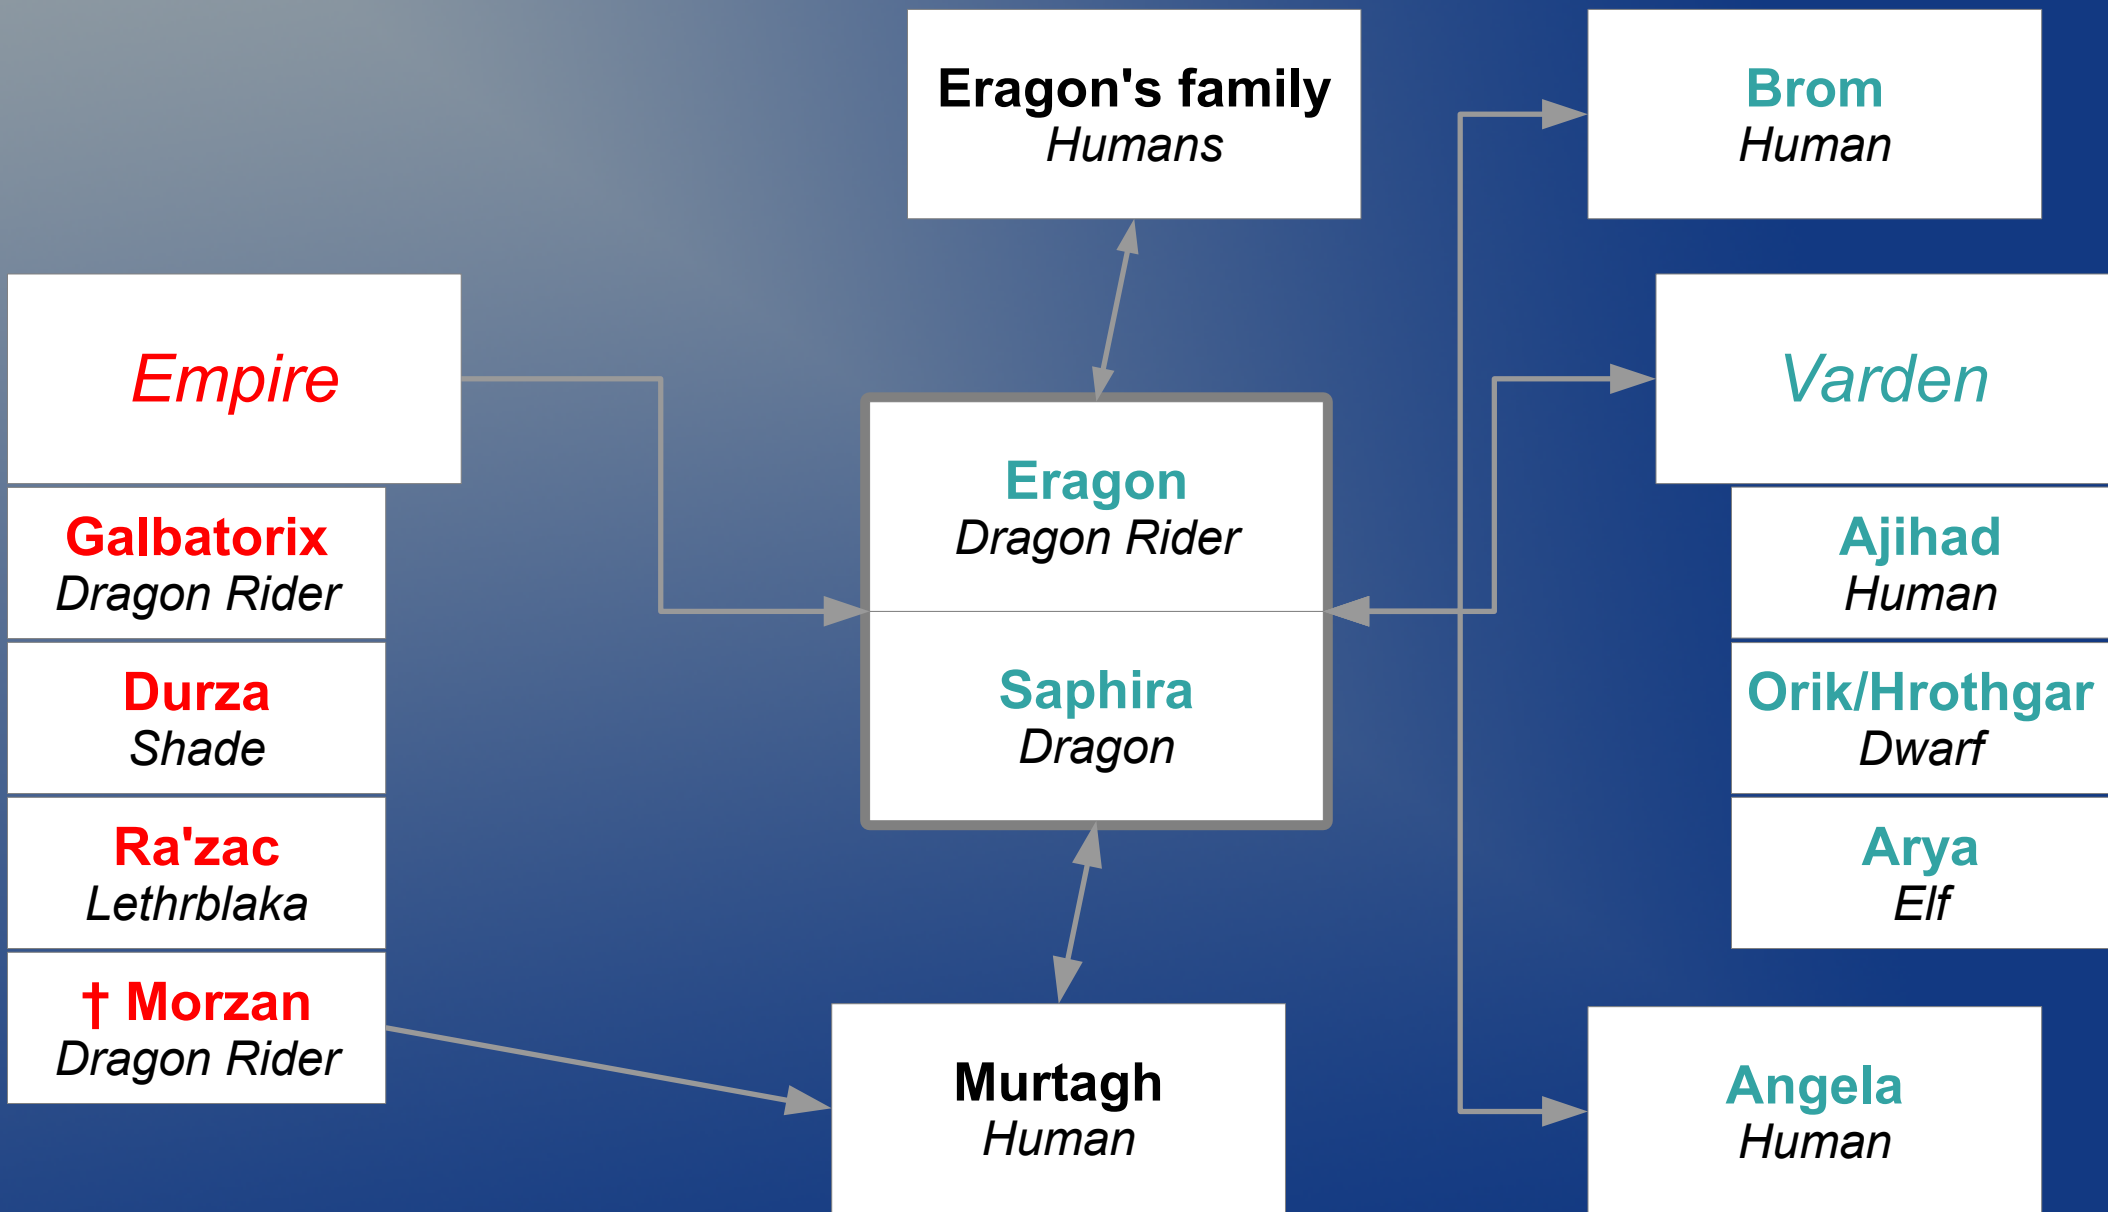 Eragon's family
Humans
Brom
Human
Empire
Varden
Galbatorix
Dragon Rider
Durza
Shade
Ra'zac
Lethrblaka
† Morzan
Dragon Rider
Eragon
Dragon Rider
Saphira
Dragon
Murtagh
Human
Ajihad
Human
Orik/Hrothgar
Dwarf
Arya
Elf
Angela
Human